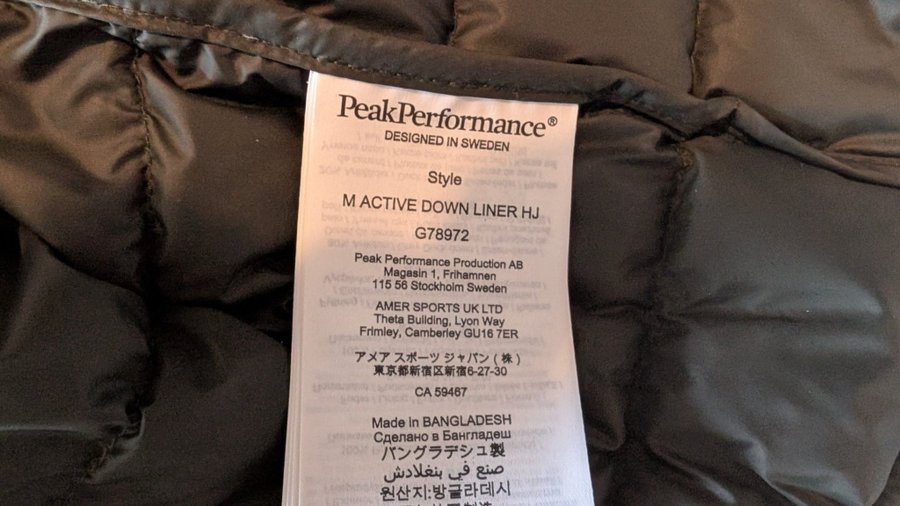 PeakPerformance®
DESIGNED IN SWEDEN
Style
M ACTIVE DOWN LINER HJ
G78972
Peak Performance Production AB
Magasin 1, Frihamnen
115 56 Stockholm Sweden
AMER SPORTS UK LTD
Theta Building, Lyon Way
Frimley, Camberley GU16 7ER
アメア スポーツ ジャパン (株)
東京都新宿区新宿6-27-30
CA 59467
Made in BANGLADESH
Сделано в Бангладеш
バングラデシュ製
صنع في بنغلادش
원산지:방글라데시